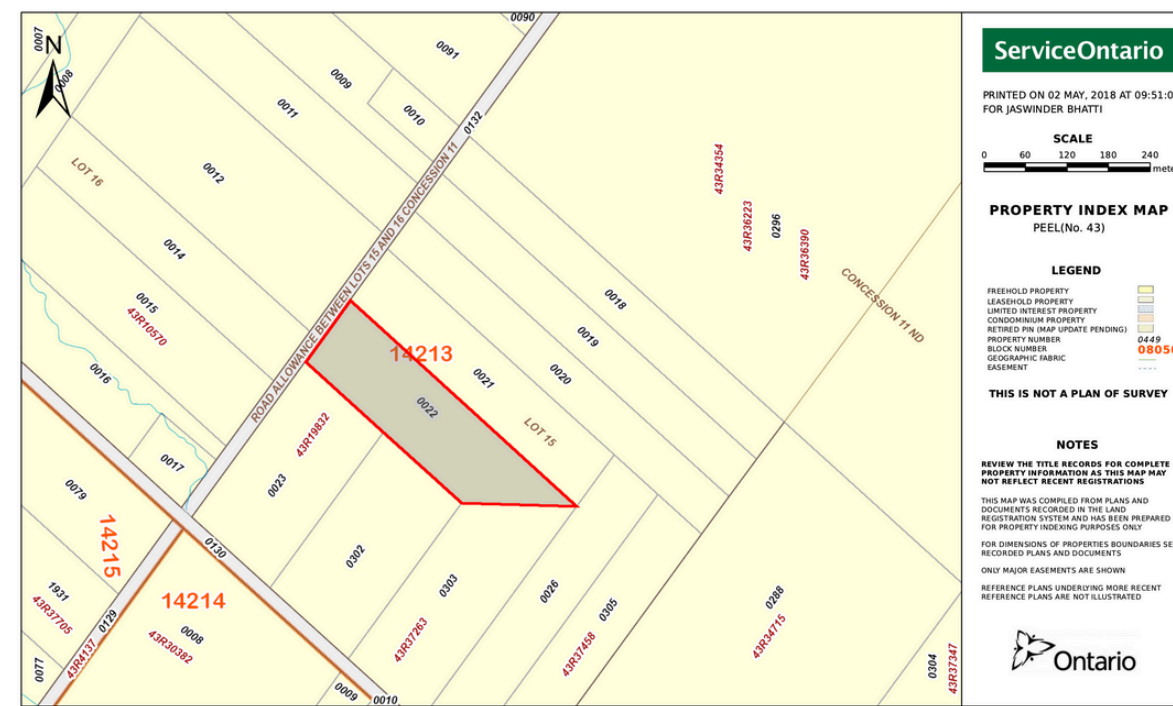 0007
N
0008
0090
0091
0009
0010
0011
0132
0012
LOT 16
0014
0015
43R10570
0016
0017
ROAD ALLOWANCE BETWEEN LOTS 15 AND 16 CONCESSION 11
43R34354
43R36223
0296
43R36390
CONCESSION 11 ND
0018
0019
0020
14213
0021
0022
LOT 15
43R19832
0023
0079
14215
0130
0302
0303
0026
0305
0288
1931
43R37705
0129
14214
0008
43R30382
43R37263
43R37458
43R34715
0304
43R37347
0077
43R4137
0009
0010
ServiceOntario
PRINTED ON 02 MAY, 2018 AT 09:51:0
FOR JASWINDER BHATTI
SCALE
0 60 120 180 240
mete
PROPERTY INDEX MAP
PEEL(No. 43)
LEGEND
FREEHOLD PROPERTY
LEASEHOLD PROPERTY
LIMITED INTEREST PROPERTY
CONDOMINIUM PROPERTY
RETIRED PIN (MAP UPDATE PENDING)
PROPERTY NUMBER 0449
BLOCK NUMBER 08050
GEOGRAPHIC FABRIC
EASEMENT
THIS IS NOT A PLAN OF SURVEY
NOTES
REVIEW THE TITLE RECORDS FOR COMPLETE
PROPERTY INFORMATION AS THIS MAP MAY
NOT REFLECT RECENT REGISTRATIONS
THIS MAP WAS COMPILED FROM PLANS AND
DOCUMENTS RECORDED IN THE LAND
REGISTRATION SYSTEM AND HAS BEEN PREPARED
FOR PROPERTY INDEXING PURPOSES ONLY
FOR DIMENSIONS OF PROPERTIES BOUNDARIES SE
RECORDED PLANS AND DOCUMENTS
ONLY MAJOR EASEMENTS ARE SHOWN
REFERENCE PLANS UNDERLYING MORE RECENT
REFERENCE PLANS ARE NOT ILLUSTRATED
Ontario